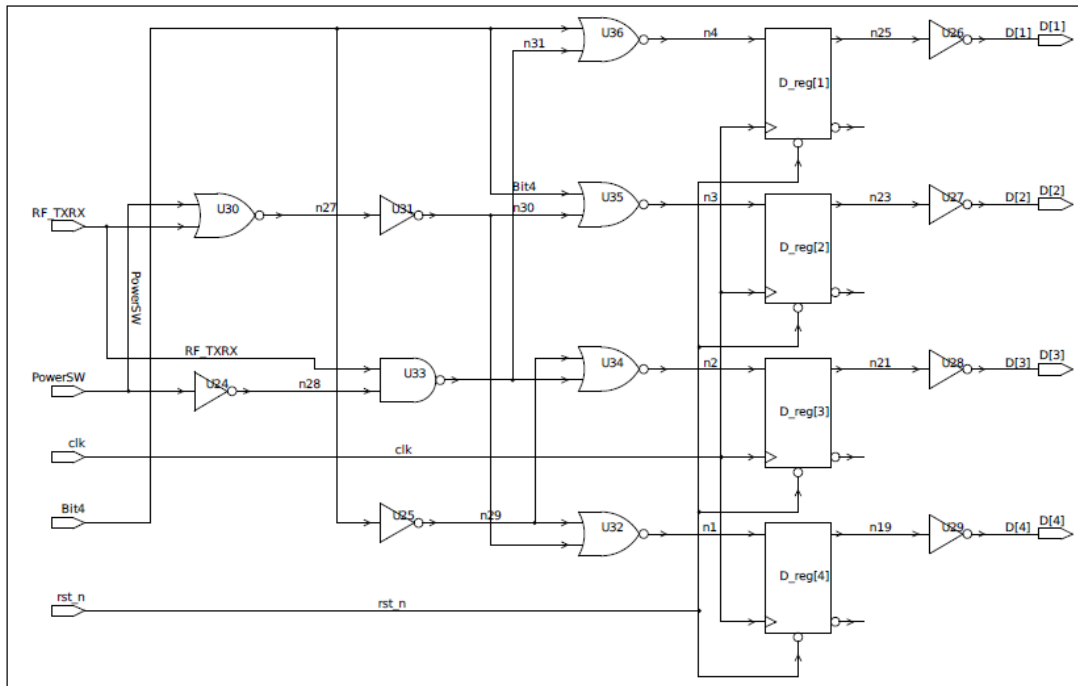 U36 n4 n25 U26 D[1] D[1]
n31
D_reg[1]
Bit4
U30 n27 U31 n30 U35 n3 n23 U27 D[2] D[2]
RF_TXRX
D_reg[2]
PowerSW
RF_TXRX
U33 U34 n2 n21 U28 D[3] D[3]
PowerSW
U24 n28
D_reg[3]
clk clk
Bit4
U25 n29 U32 n1 n19 U29 D[4] D[4]
D_reg[4]
rst_n rst_n